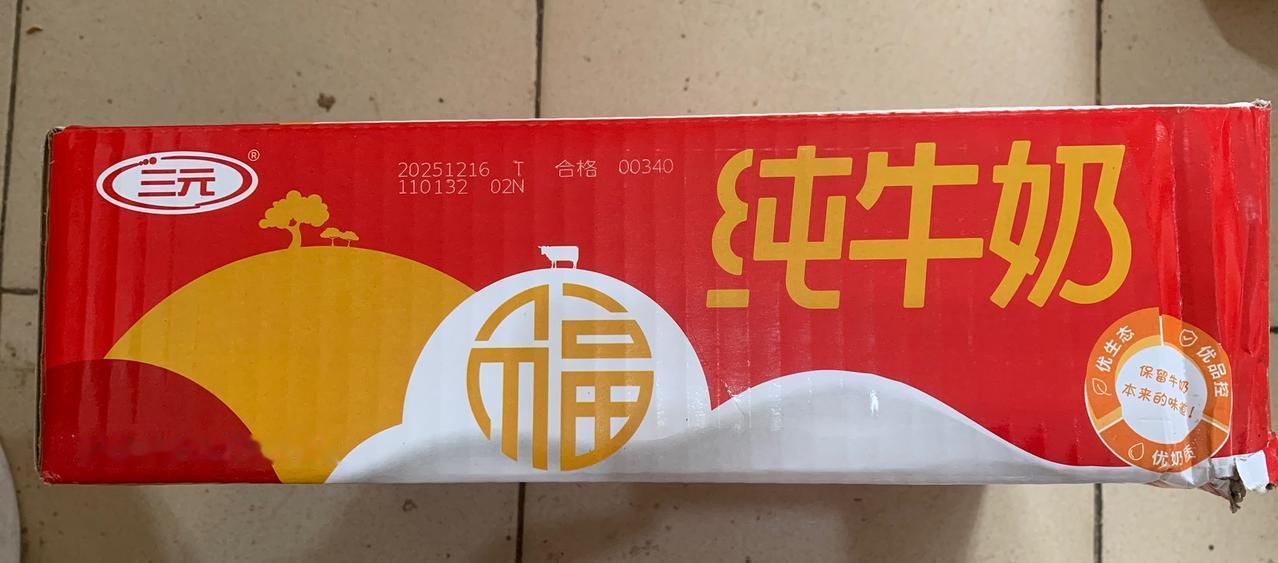 三元
®
20251216 T 合格 00340
110132 02N
纯牛奶
福
优生态
优品控
保留牛奶
本来的味道!
优奶质